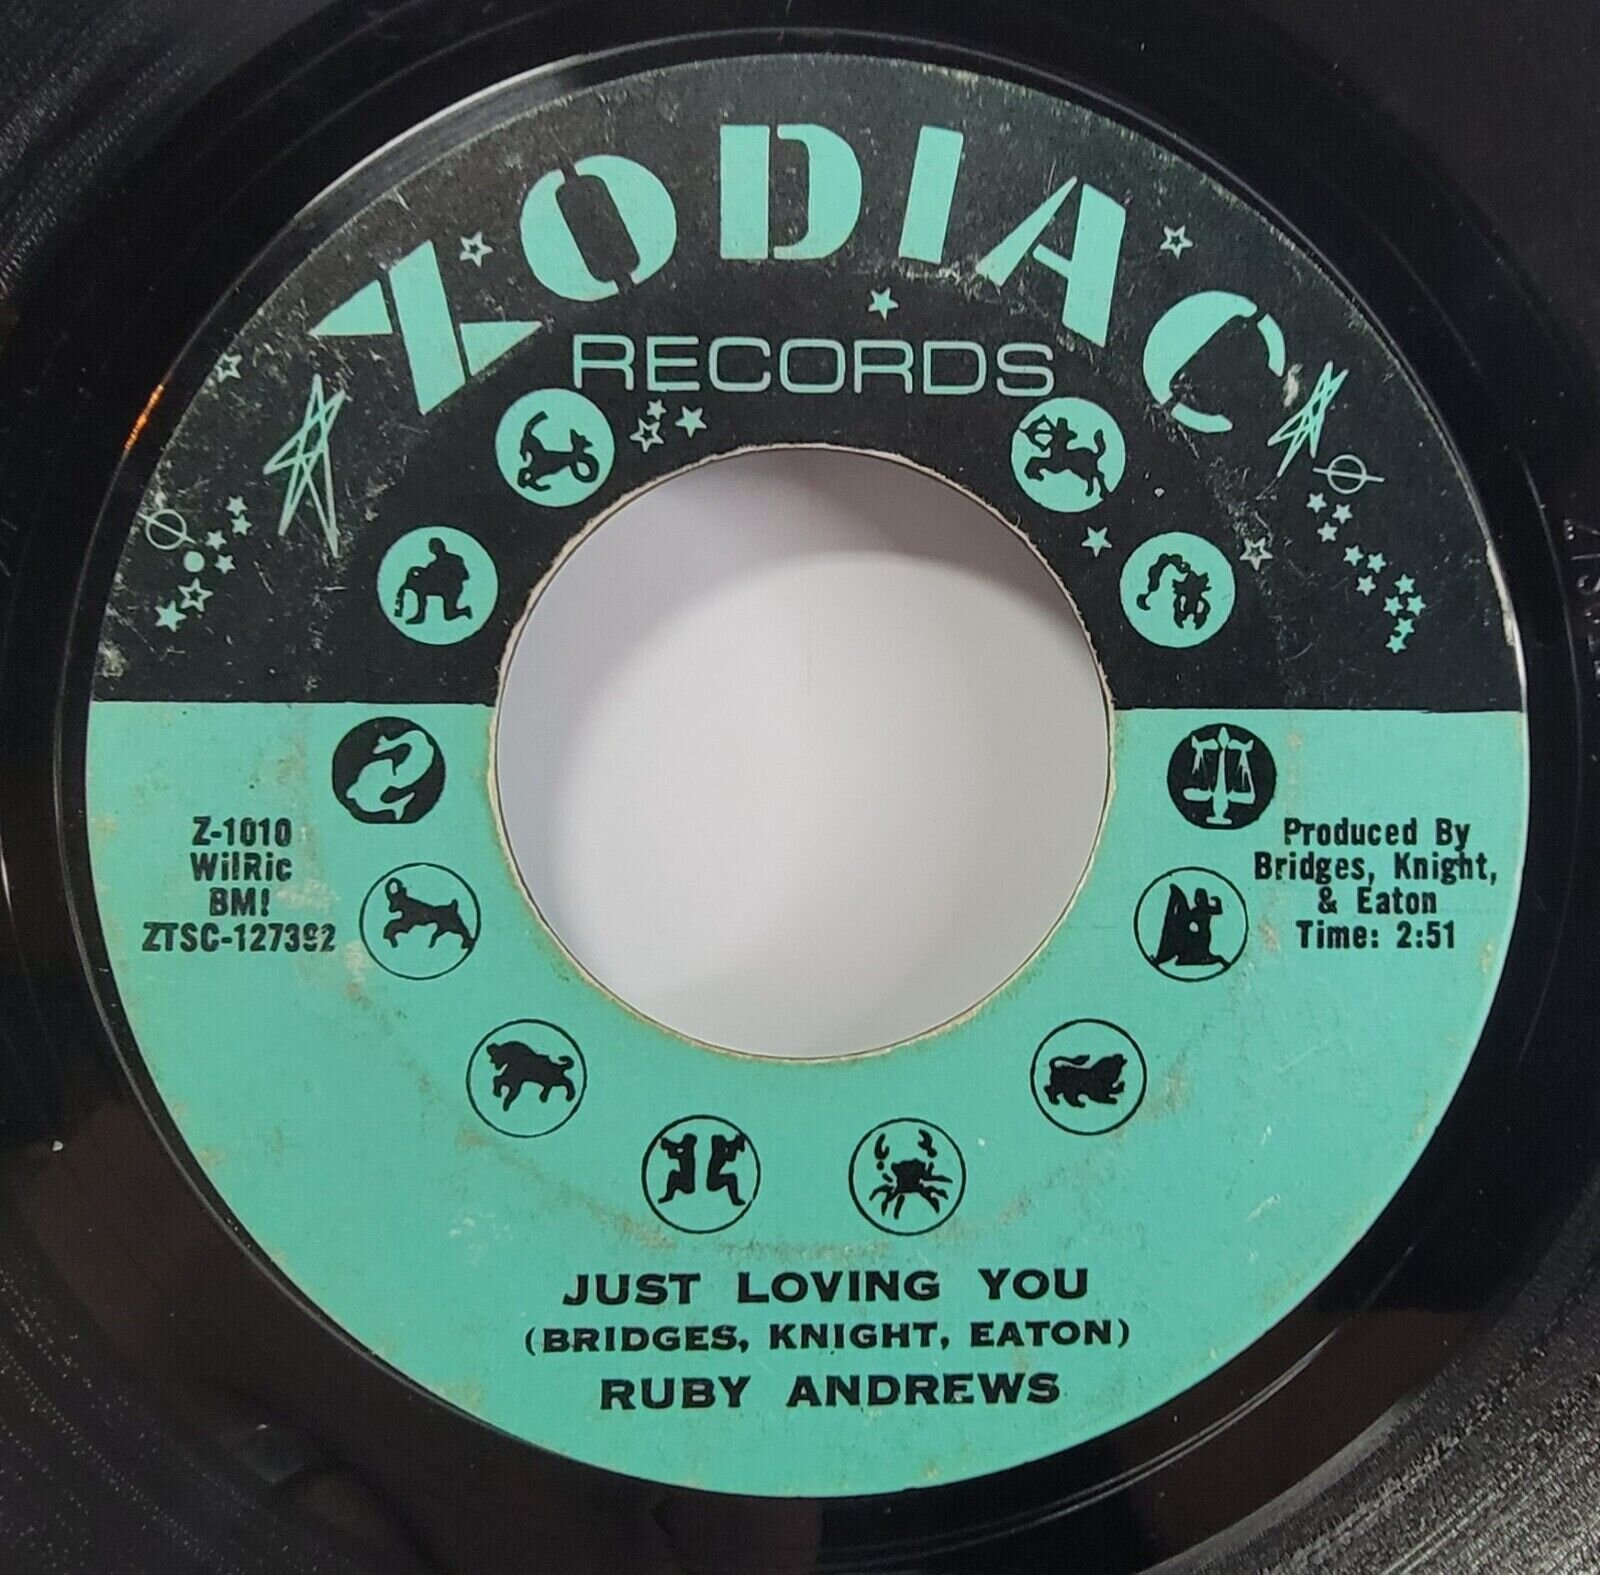 ZODIAC
RECORDS
Z-1010
WilRic
BMI
ZTSC-127392
Produced By
Bridges, Knight,
& Eaton
Time: 2:51
JUST LOVING YOU
(BRIDGES, KNIGHT, EATON)
RUBY ANDREWS